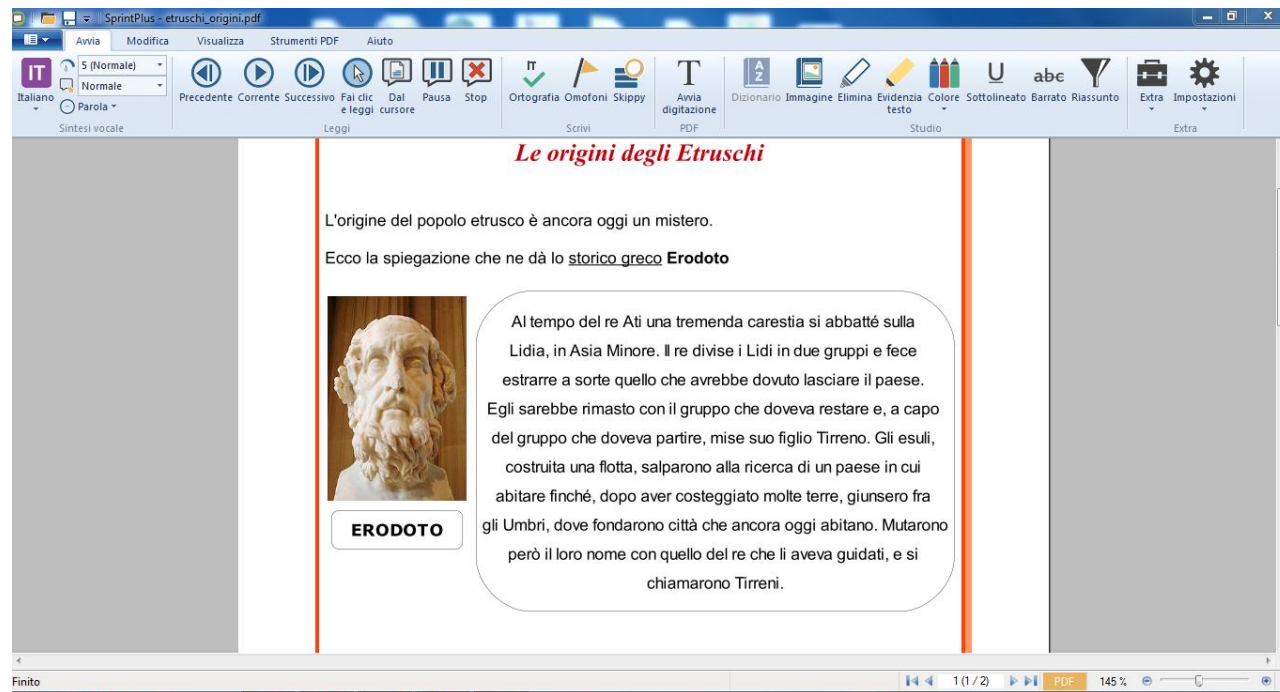 SprintPlus - etruschi_origini.pdf
Avvia Modifica Visualizza Strumenti PDF Aiuto
IT Italiano
5 (Normale)
Normale
Parola
Sintesi vocale
Precedente Corrente Successivo Fai clic e leggi Dal cursore Pausa Stop
Leggi
IT Ortografia Omofoni Skippy
Scrivi
T Avvia digitazione
PDF
A Z Dizionario Immagine Elimina Evidenzia testo Colore U Sottolineato abc Barrato Riassunto
Studio
Extra Impostazioni
Extra
Le origini degli Etruschi
L'origine del popolo etrusco è ancora oggi un mistero.
Ecco la spiegazione che ne dà lo storico greco Erodoto
ERODOTO
Al tempo del re Ati una tremenda carestia si abbatté sulla
Lidia, in Asia Minore. Il re divise i Lidi in due gruppi e fece
estrarre a sorte quello che avrebbe dovuto lasciare il paese.
Egli sarebbe rimasto con il gruppo che doveva restare e, a capo
del gruppo che doveva partire, mise suo figlio Tirreno. Gli esuli,
costruita una flotta, salparono alla ricerca di un paese in cui
abitare finché, dopo aver costeggiato molte terre, giunsero fra
gli Umbri, dove fondarono città che ancora oggi abitano. Mutarono
però il loro nome con quello del re che li aveva guidati, e si
chiamarono Tirreni.
Finito
1 (1 / 2)
PDF
145 %